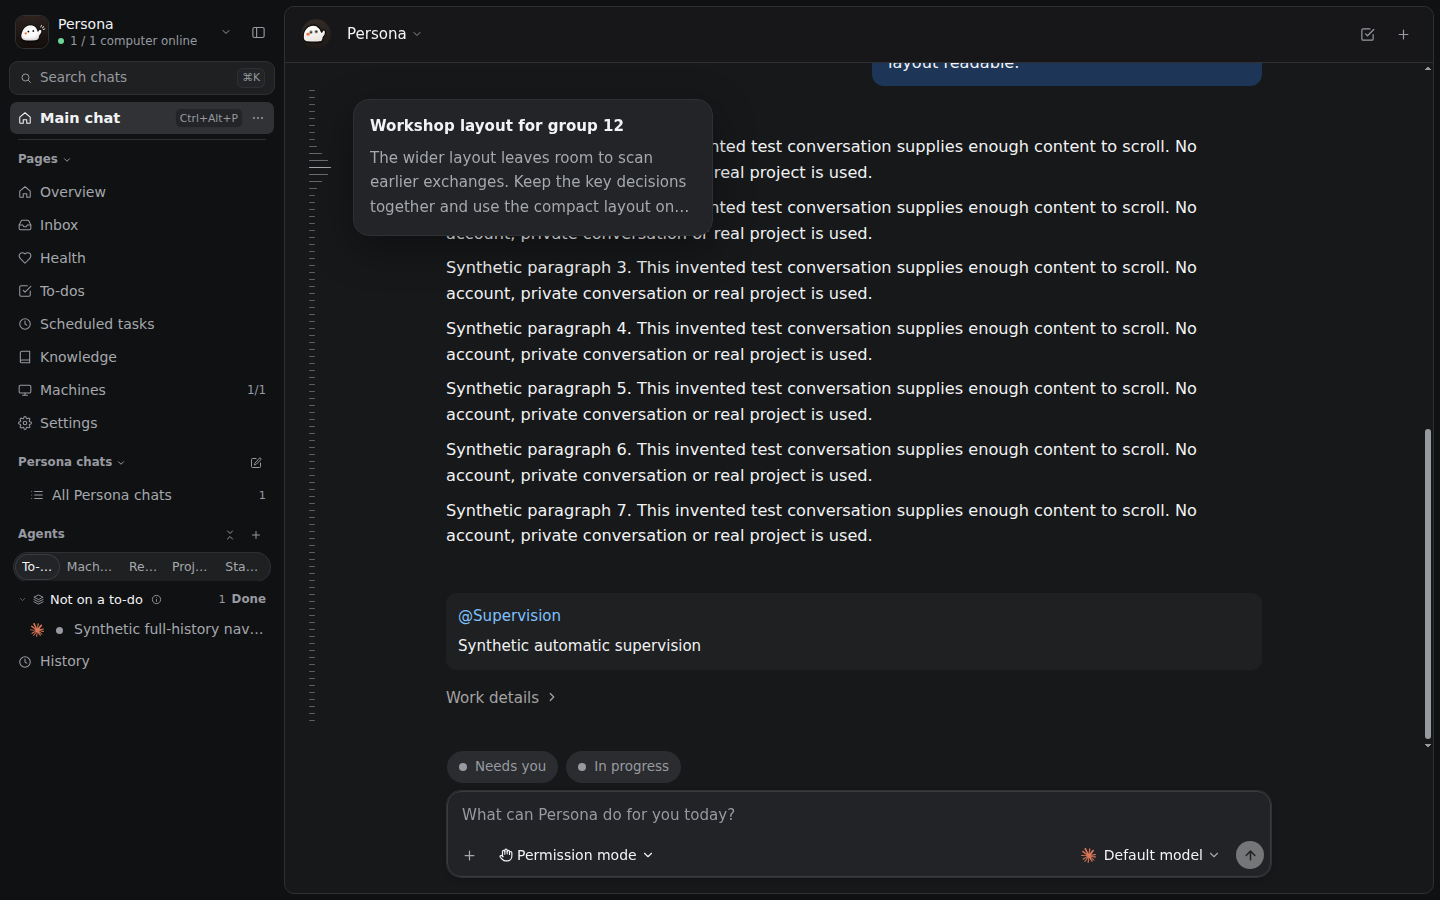 Persona
1 / 1 computer online
Search chats
⌘K
Main chat
Ctrl+Alt+P
Pages
Overview
Inbox
Health
To-dos
Scheduled tasks
Knowledge
Machines
1/1
Settings
Persona chats
All Persona chats
1
Agents
To-...
Mach...
Re...
Proj...
Sta...
Not on a to-do
1 Done
Synthetic full-history nav...
History
Persona
layout readable.
Workshop layout for group 12
The wider layout leaves room to scan
earlier exchanges. Keep the key decisions
together and use the compact layout on...
nted test conversation supplies enough content to scroll. No
real project is used.
nted test conversation supplies enough content to scroll. No
account, private conversation or real project is used.
Synthetic paragraph 3. This invented test conversation supplies enough content to scroll. No
account, private conversation or real project is used.
Synthetic paragraph 4. This invented test conversation supplies enough content to scroll. No
account, private conversation or real project is used.
Synthetic paragraph 5. This invented test conversation supplies enough content to scroll. No
account, private conversation or real project is used.
Synthetic paragraph 6. This invented test conversation supplies enough content to scroll. No
account, private conversation or real project is used.
Synthetic paragraph 7. This invented test conversation supplies enough content to scroll. No
account, private conversation or real project is used.
@Supervision
Synthetic automatic supervision
Work details
Needs you
In progress
What can Persona do for you today?
Permission mode
Default model